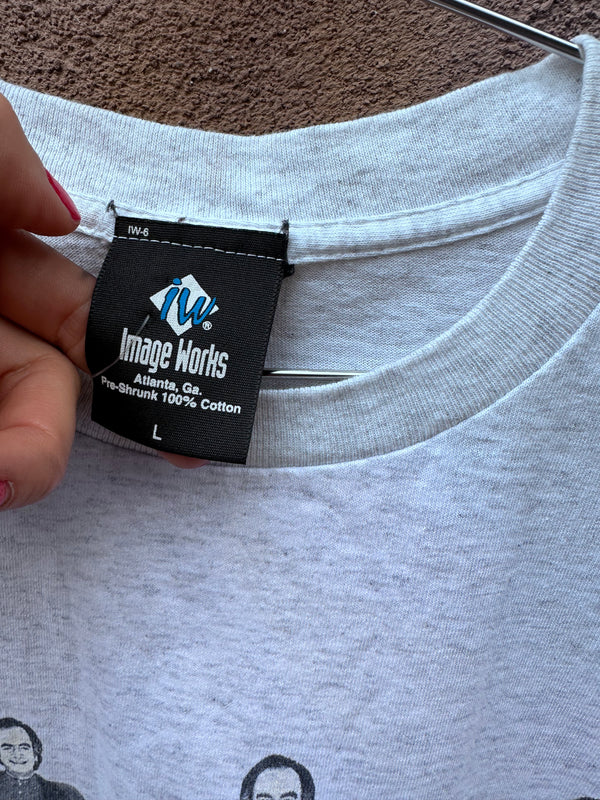 IW-6
iw®
Image Works
Atlanta, Ga.
Pre-Shrunk 100% Cotton
L